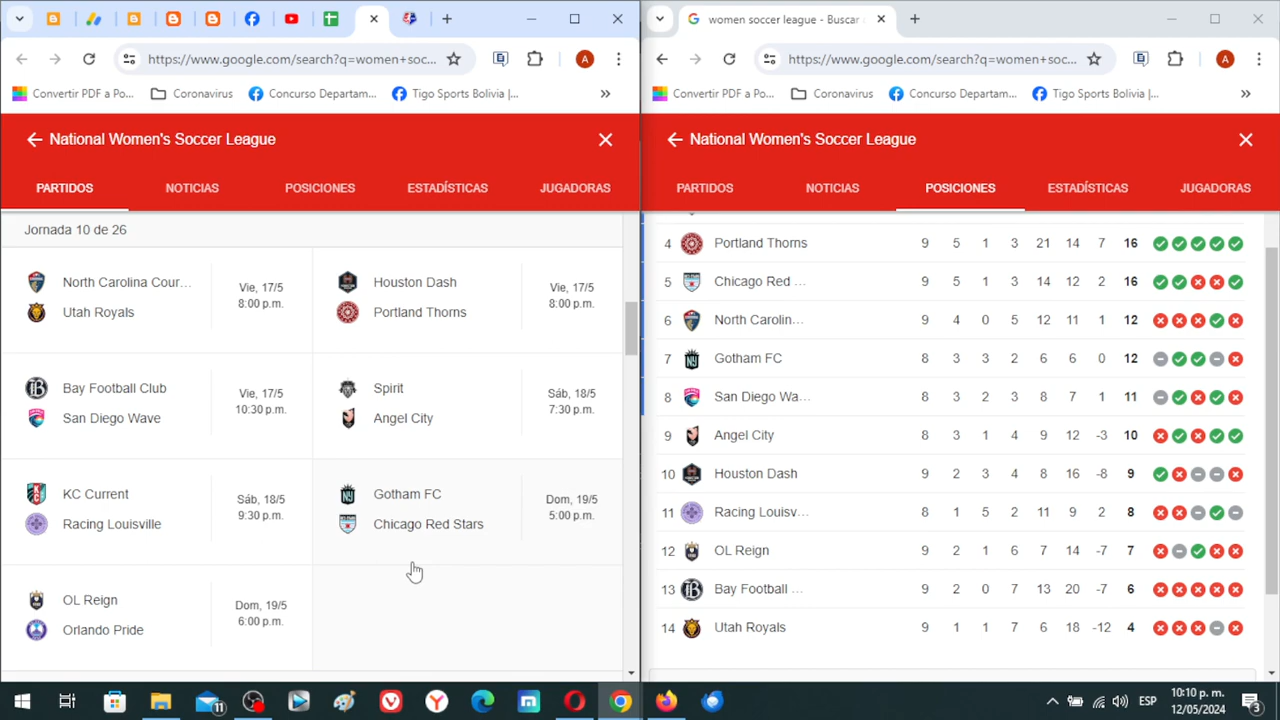 women soccer league - Buscar
https://www.google.com/search?q=women+soc...
https://www.google.com/search?q=women+soc...
Convertir PDF a Po...
Coronavirus
Concurso Departam...
Tigo Sports Bolivia |...
»
Convertir PDF a Po...
Coronavirus
Concurso Departam...
Tigo Sports Bolivia |...
»
National Women's Soccer League
PARTIDOS NOTICIAS POSICIONES ESTADÍSTICAS JUGADORAS
Jornada 10 de 26
North Carolina Cour...
Utah Royals
Vie, 17/5
8:00 p.m.
Houston Dash
Portland Thorns
Vie, 17/5
8:00 p.m.
Bay Football Club
San Diego Wave
Vie, 17/5
10:30 p.m.
Spirit
Angel City
Sáb, 18/5
7:30 p.m.
KC Current
Racing Louisville
Sáb, 18/5
9:30 p.m.
Gotham FC
Chicago Red Stars
Dom, 19/5
5:00 p.m.
OL Reign
Orlando Pride
Dom, 19/5
6:00 p.m.
National Women's Soccer League
PARTIDOS NOTICIAS POSICIONES ESTADÍSTICAS JUGADORAS
4 Portland Thorns 9 5 1 3 21 14 7 16
5 Chicago Red ... 9 5 1 3 14 12 2 16
6 North Carolin... 9 4 0 5 12 11 1 12
7 Gotham FC 8 3 3 2 6 6 0 12
8 San Diego Wa... 8 3 2 3 8 7 1 11
9 Angel City 8 3 1 4 9 12 -3 10
10 Houston Dash 9 2 3 4 8 16 -8 9
11 Racing Louisv... 8 1 5 2 11 9 2 8
12 OL Reign 9 2 1 6 7 14 -7 7
13 Bay Football ... 9 2 0 7 13 20 -7 6
14 Utah Royals 9 1 1 7 6 18 -12 4
11
ESP
10:10 p. m.
12/05/2024
3